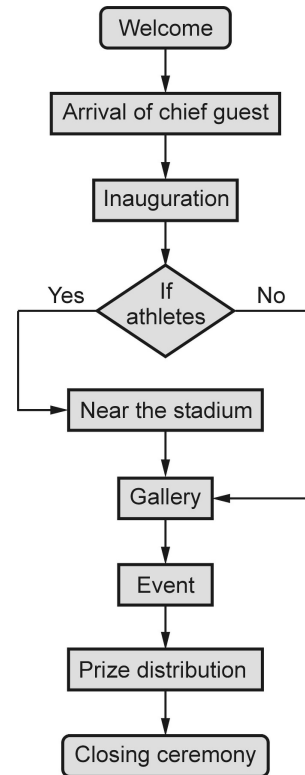 Welcome
Arrival of chief guest
Inauguration
If
athletes
Yes
No
Near the stadium
Gallery
Event
Prize distribution
Closing ceremony